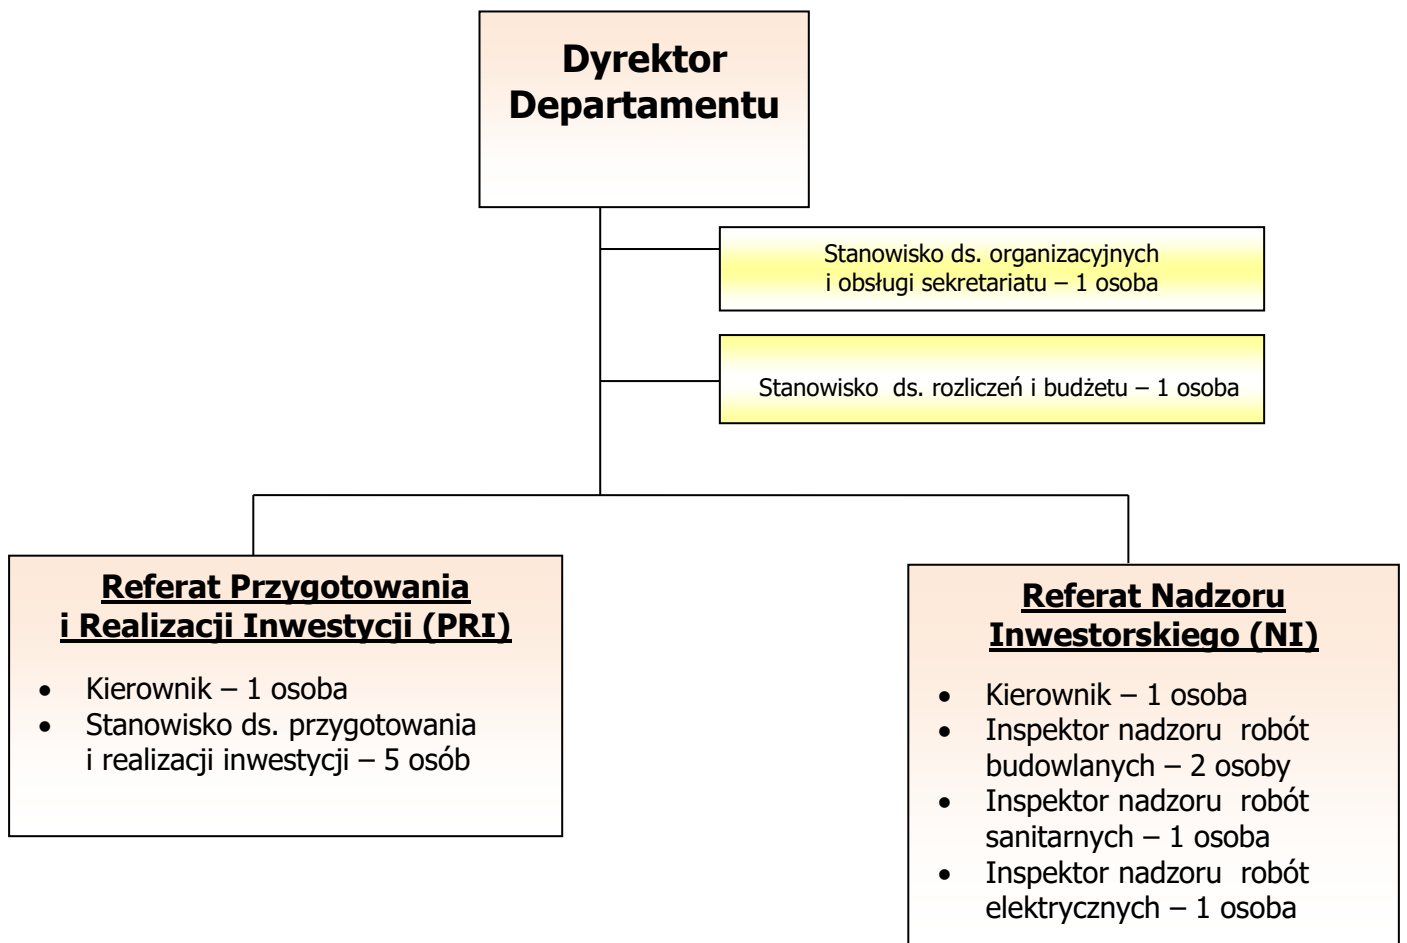 Dyrektor
Departamentu
Stanowisko ds. organizacyjnych
i obsługi sekretariatu – 1 osoba
Stanowisko ds. rozliczeń i budżetu – 1 osoba
Referat Przygotowania
i Realizacji Inwestycji (PRI)
• Kierownik – 1 osoba
• Stanowisko ds. przygotowania
i realizacji inwestycji – 5 osób
Referat Nadzoru
Inwestorskiego (NI)
• Kierownik – 1 osoba
• Inspektor nadzoru robót
budowlanych – 2 osoby
• Inspektor nadzoru robót
sanitarnych – 1 osoba
• Inspektor nadzoru robót
elektrycznych – 1 osoba